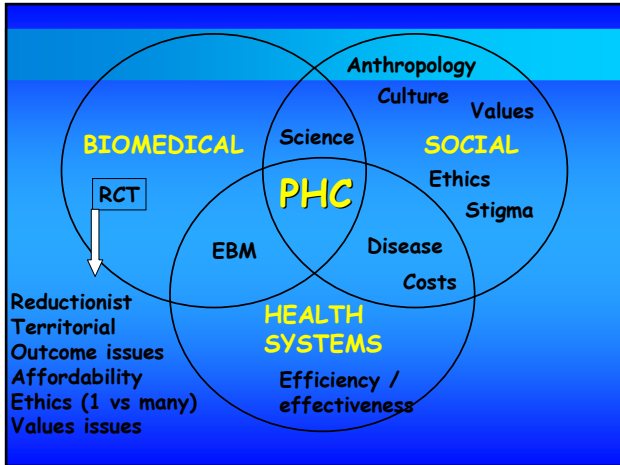 Anthropology
Culture
Values
Science
BIOMEDICAL
SOCIAL
PHC
Ethics
RCT
Stigma
EBM
Disease
Costs
Reductionist
Territorial
Outcome issues
Affordability
Ethics (1 vs many)
Values issues
HEALTH
SYSTEMS
Efficiency /
effectiveness